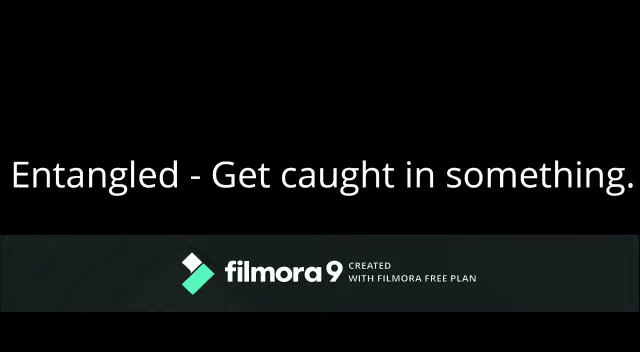 Entangled - Get caught in something.
filmora 9
CREATED
WITH FILMORA FREE PLAN